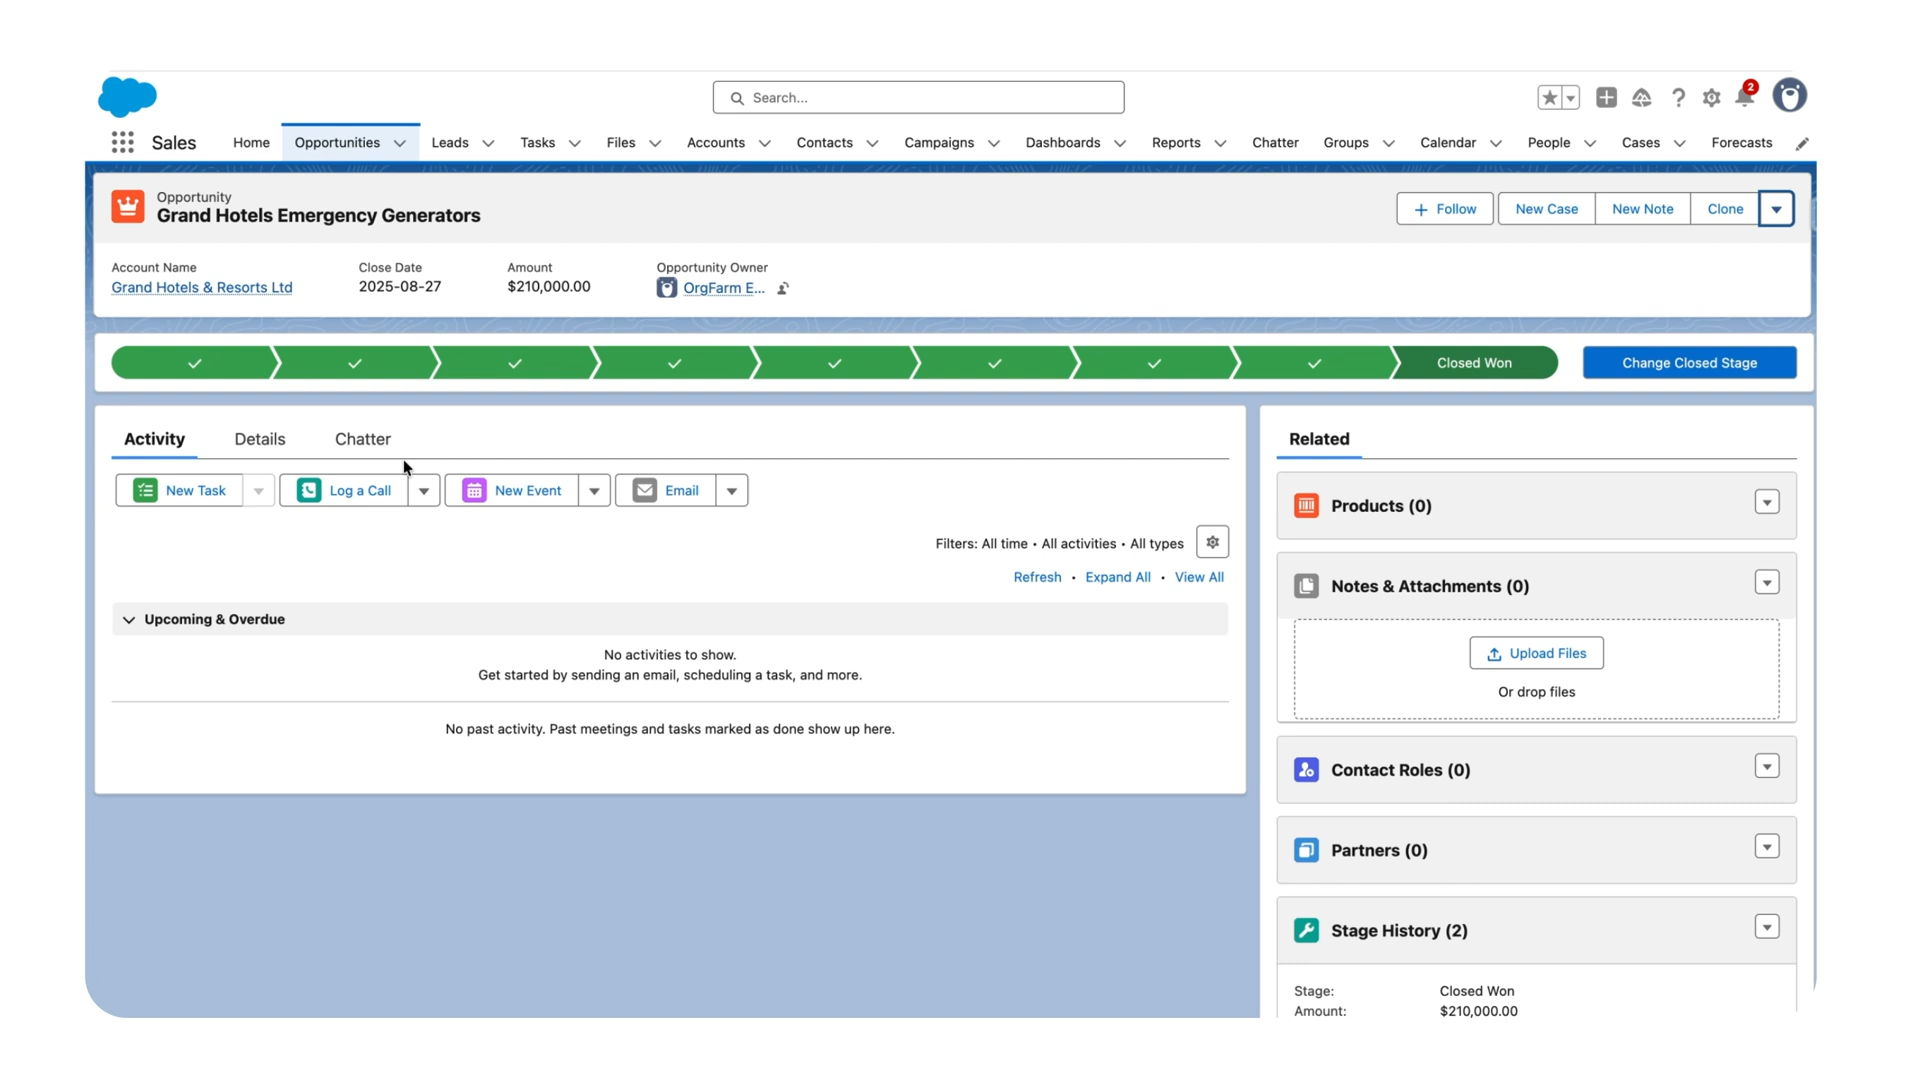 Search...
2
Sales Home Opportunities Leads Tasks Files Accounts Contacts Campaigns Dashboards Reports Chatter Groups Calendar People Cases Forecasts
Opportunity
Grand Hotels Emergency Generators
+ Follow New Case New Note Clone
Account Name Close Date Amount Opportunity Owner
Grand Hotels & Resorts Ltd 2025-08-27 $210,000.00 OrgFarm E...
Closed Won Change Closed Stage
Activity Details Chatter
New Task Log a Call New Event Email
Filters: All time • All activities • All types
Refresh • Expand All • View All
Upcoming & Overdue
No activities to show.
Get started by sending an email, scheduling a task, and more.
No past activity. Past meetings and tasks marked as done show up here.
Related
Products (0)
Notes & Attachments (0)
Upload Files
Or drop files
Contact Roles (0)
Partners (0)
Stage History (2)
Stage: Closed Won
Amount: $210,000.00